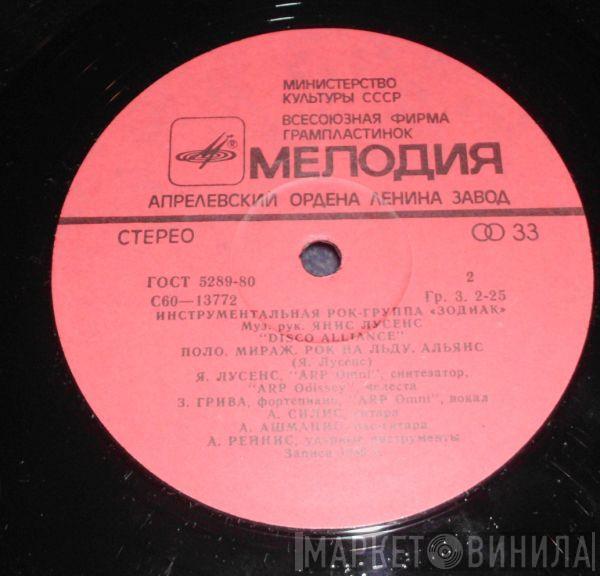 МИНИСТЕРСТВО
КУЛЬТУРЫ СССР
ВСЕСОЮЗНАЯ ФИРМА
ГРАМПЛАСТИНОК
МЕЛОДИЯ
АПРЕЛЕВСКИЙ ОРДЕНА ЛЕНИНА ЗАВОД
СТЕРЕО 33
ГОСТ 5289-80 2
С60—13772 Гр. 3. 2-25
ИНСТРУМЕНТАЛЬНАЯ РОК-ГРУППА «ЗОДИАК»
Муз. рук. ЯНИС ЛУСЕНС
"DISCO ALLIANCE"
ПОЛО, МИРАЖ, РОК НА ЛЬДУ, АЛЬЯНС
(Я. Лусенс)
Я. ЛУСЕНС, "ARP Omni", синтезатор,
"ARP Odissey", челеста
З. ГРИВА, фортепиано, "ARP Omni", вокал
А. СИЛИС, гитара
А. АШМАНИС, бас-гитара
А. РЕЙНИС, ударные инструменты
Запись
МАРКЕТ ВИНИЛА